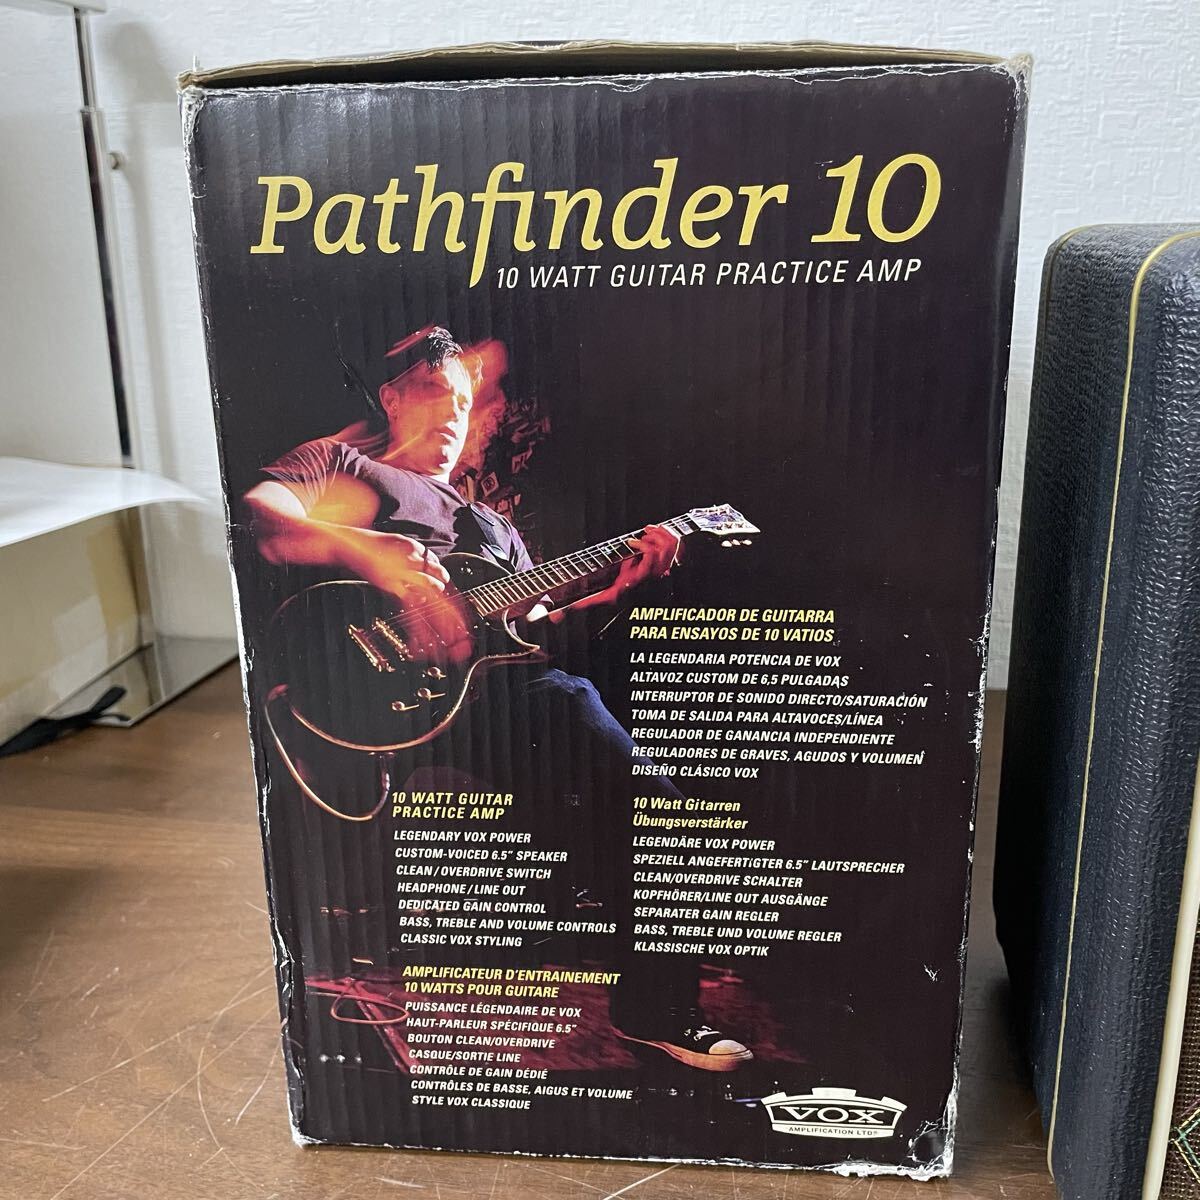 Pathfinder 10
10 WATT GUITAR PRACTICE AMP
AMPLIFICADOR DE GUITARRA
PARA ENSAYOS DE 10 VATIOS
LA LEGENDARIA POTENCIA DE VOX
ALTAVOZ CUSTOM DE 6,5 PULGADAS
INTERRUPTOR DE SONIDO DIRECTO/SATURACIÓN
TOMA DE SALIDA PARA ALTAVOCES/LÍNEA
REGULADOR DE GANANCIA INDEPENDIENTE
REGULADORES DE GRAVES, AGUDOS Y VOLUMEN
DISEÑO CLÁSICO VOX
10 WATT GUITAR
PRACTICE AMP
LEGENDARY VOX POWER
CUSTOM-VOICED 6.5" SPEAKER
CLEAN/OVERDRIVE SWITCH
HEADPHONE/LINE OUT
DEDICATED GAIN CONTROL
BASS, TREBLE AND VOLUME CONTROLS
CLASSIC VOX STYLING
10 Watt Gitarren
Übungsverstärker
LEGENDÄRE VOX POWER
SPEZIELL ANGEFERTIGTER 6.5" LAUTSPRECHER
CLEAN/OVERDRIVE SCHALTER
KOPFHÖRER/LINE OUT AUSGÄNGE
SEPARATER GAIN REGLER
BASS, TREBLE UND VOLUME REGLER
KLASSISCHE VOX OPTIK
AMPLIFICATEUR D'ENTRAINEMENT
10 WATTS POUR GUITARE
PUISSANCE LÉGENDAIRE DE VOX
HAUT-PARLEUR SPÉCIFIQUE 6.5"
BOUTON CLEAN/OVERDRIVE
CASQUE/SORTIE LINE
CONTRÔLE DE GAIN DÉDIÉ
CONTRÔLES DE BASSE, AIGUS ET VOLUME
STYLE VOX CLASSIQUE
VOX
AMPLIFICATION LTD®